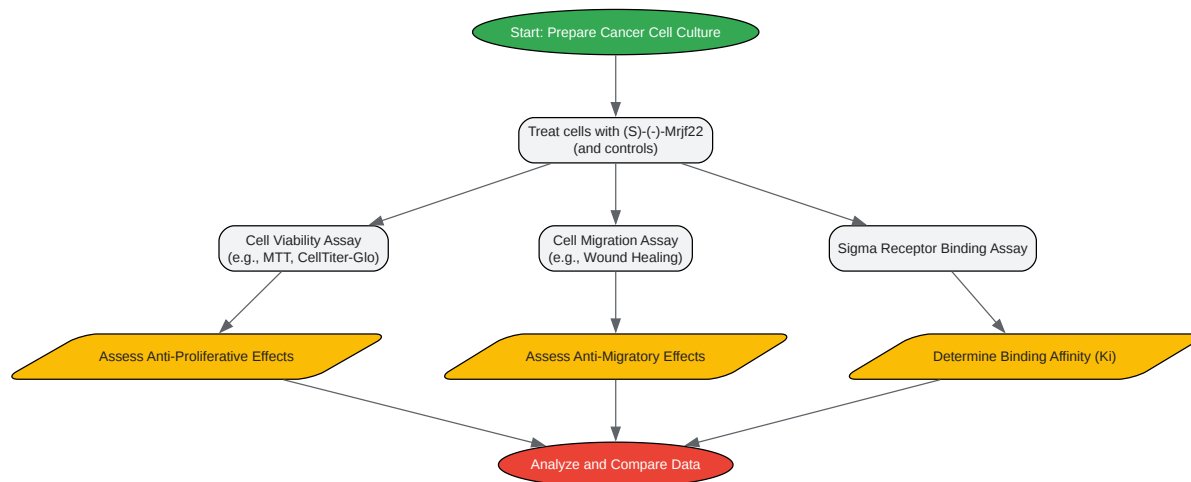 Start: Prepare Cancer Cell Culture
Treat cells with (S)-(-)-Mrjf22
(and controls)
Cell Viability Assay
(e.g., MTT, CellTiter-Glo)
Cell Migration Assay
(e.g., Wound Healing)
Sigma Receptor Binding Assay
Assess Anti-Proliferative Effects
Assess Anti-Migratory Effects
Determine Binding Affinity (Ki)
Analyze and Compare Data